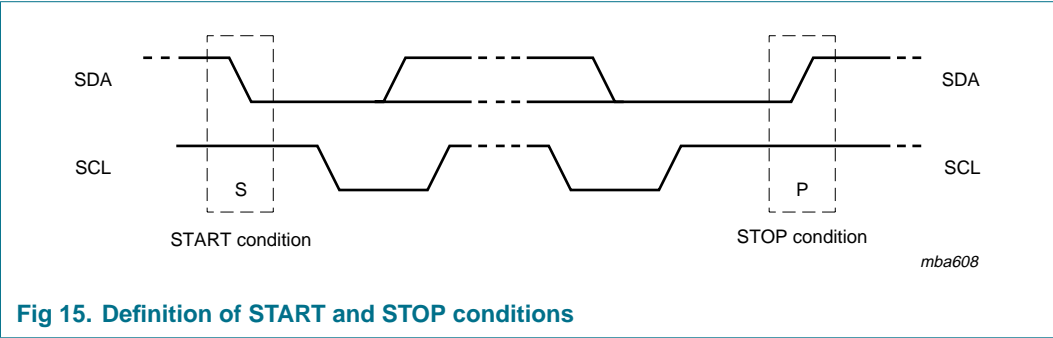 SDA
SDA
SCL
SCL
S
P
START condition
STOP condition
mba608
Fig 15. Definition of START and STOP conditions